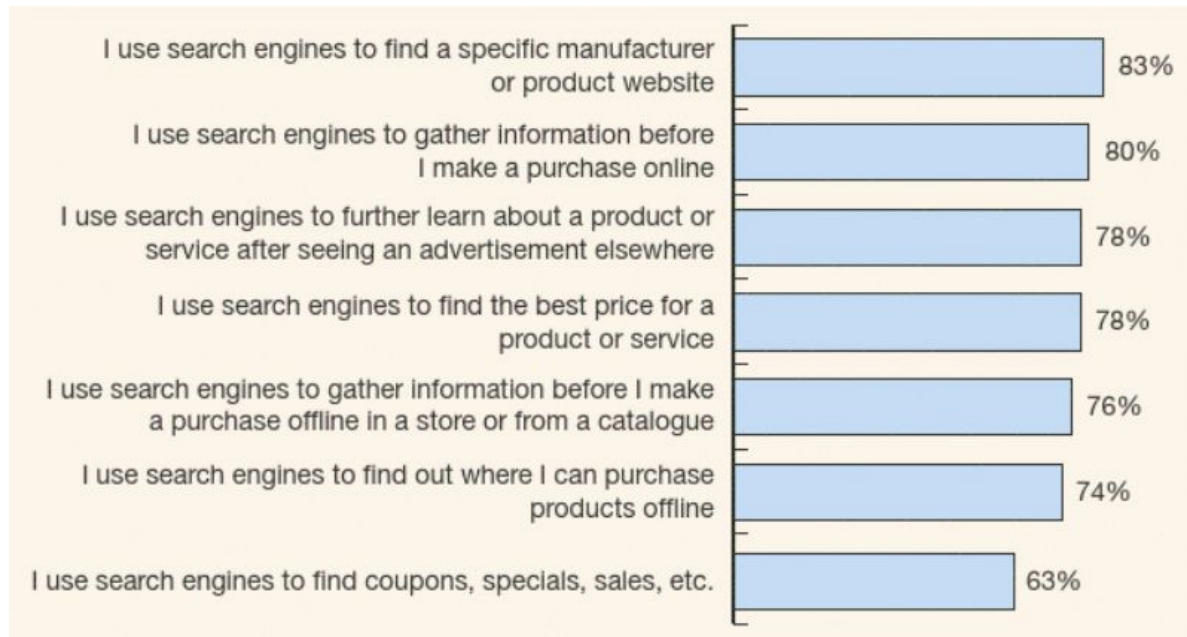 I use search engines to find a specific manufacturer
or product website
83%
I use search engines to gather information before
I make a purchase online
80%
I use search engines to further learn about a product or
service after seeing an advertisement elsewhere
78%
I use search engines to find the best price for a
product or service
78%
I use search engines to gather information before I make
a purchase offline in a store or from a catalogue
76%
I use search engines to find out where I can purchase
products offline
74%
I use search engines to find coupons, specials, sales, etc.
63%